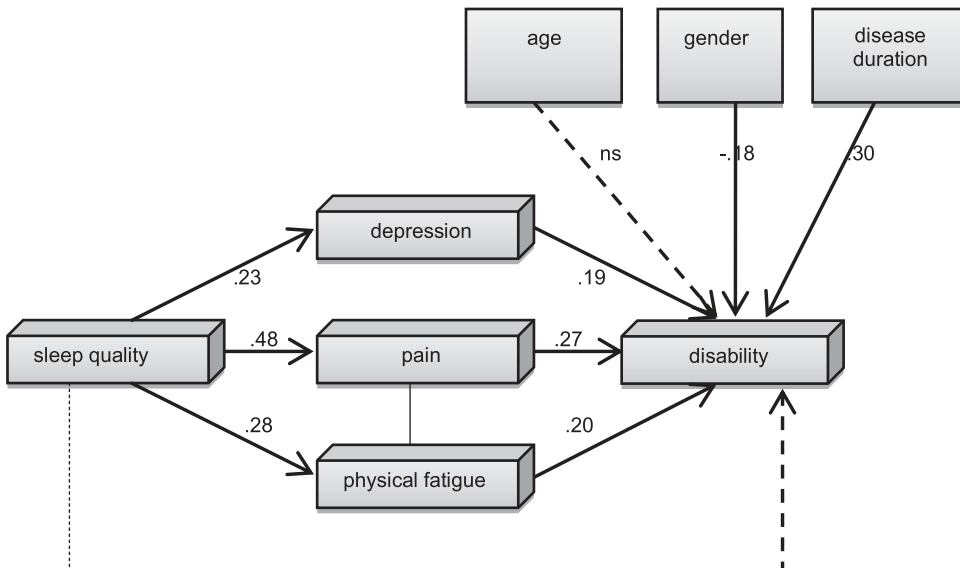 age
gender
disease
duration
ns
-.18
.30
depression
.23
.19
sleep quality
.48
pain
.27
disability
.28
.20
physical fatigue